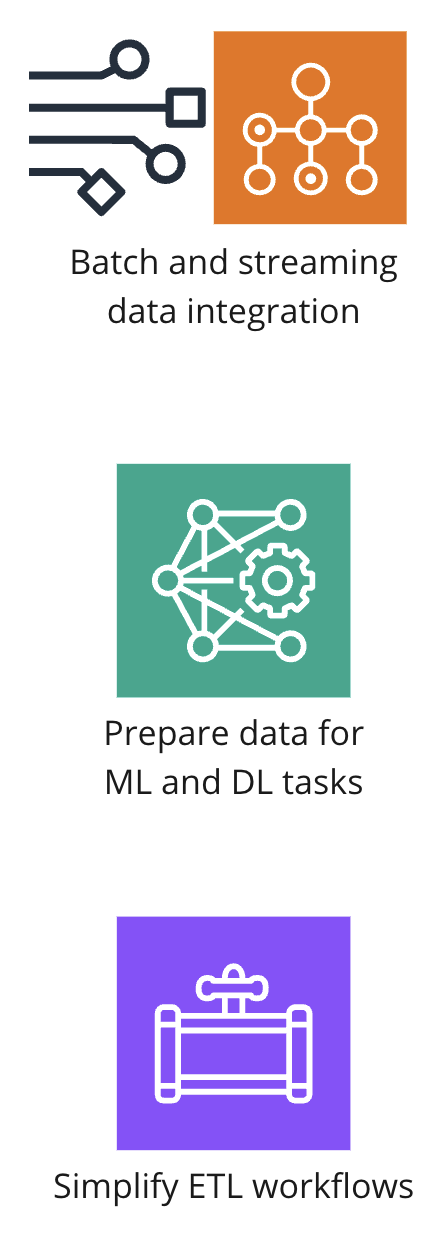 Batch and streaming
data integration
Prepare data for
ML and DL tasks
Simplify ETL workflows